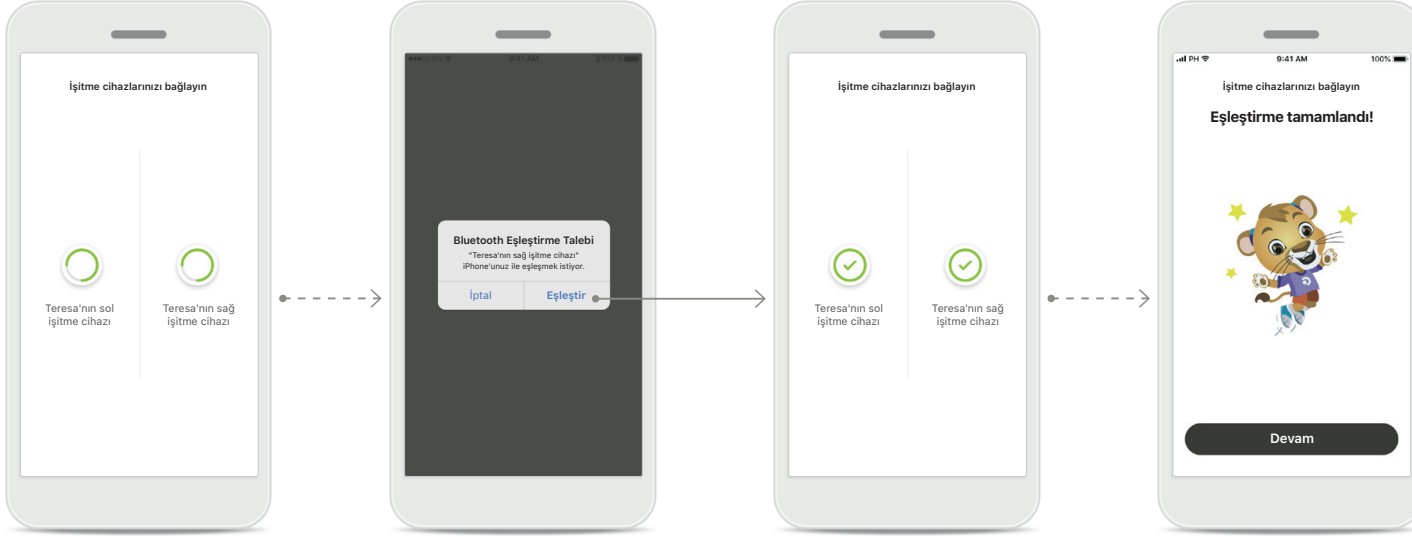 İşitme cihazlarınızı bağlayın
Teresa'nın sol
işitme cihazı
Teresa'nın sağ
işitme cihazı
PH
9:41 AM
100 %
Bluetooth Eşleştirme Talebi
"Teresa'nın sağ işitme cihazı"
iPhone'unuz ile eşleşmek istiyor.
İptal
Eşleştir
İşitme cihazlarınızı bağlayın
Teresa'nın sol
işitme cihazı
Teresa'nın sağ
işitme cihazı
PH
9:41 AM
100%
İşitme cihazlarınızı bağlayın
Eşleştirme tamamlandı!
Devam